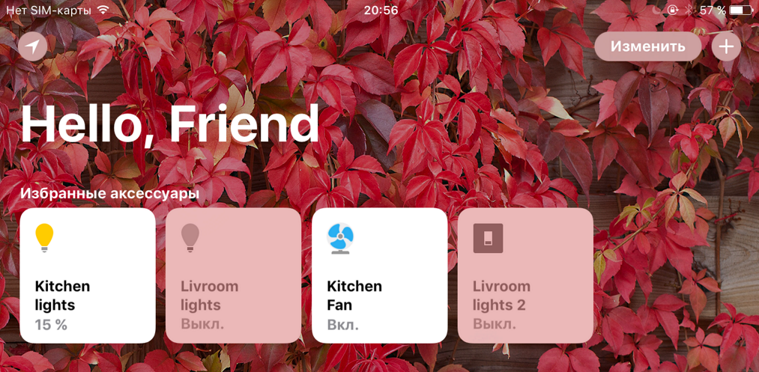 Нет SIM-карты 20:56 57 %
Изменить
Hello, Friend
Избранные аксессуары
Kitchen lights
15 %
Livroom lights
Выкл.
Kitchen Fan
Вкл.
Livroom lights 2
Выкл.